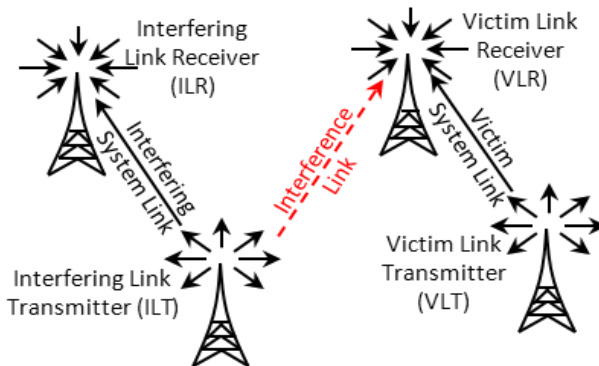 Interfering
Link Receiver
(ILR)
Victim Link
Receiver
(VLR)
Interfering
System Link
Interference
Link
Victim
System Link
Interfering Link
Transmitter (ILT)
Victim Link
Transmitter
(VLT)